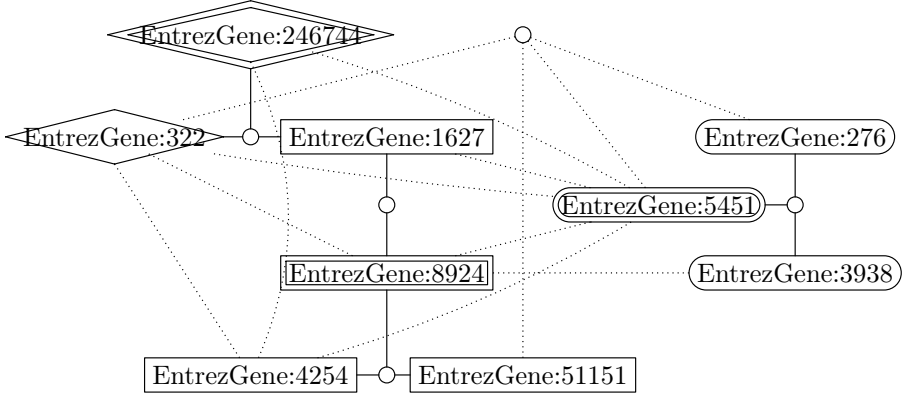 EntrezGene:246744
EntrezGene:322
EntrezGene:1627
EntrezGene:276
EntrezGene:5451
EntrezGene:8924
EntrezGene:3938
EntrezGene:4254
EntrezGene:51151